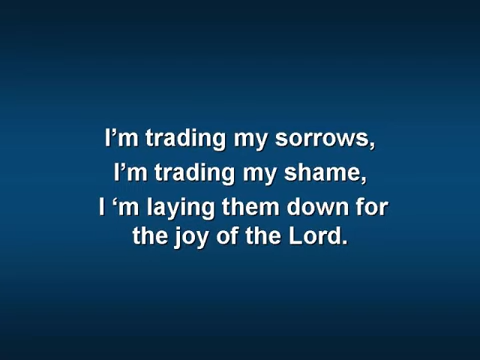 I’m trading my sorrows,
I’m trading my shame,
I ‘m laying them down for
the joy of the Lord.